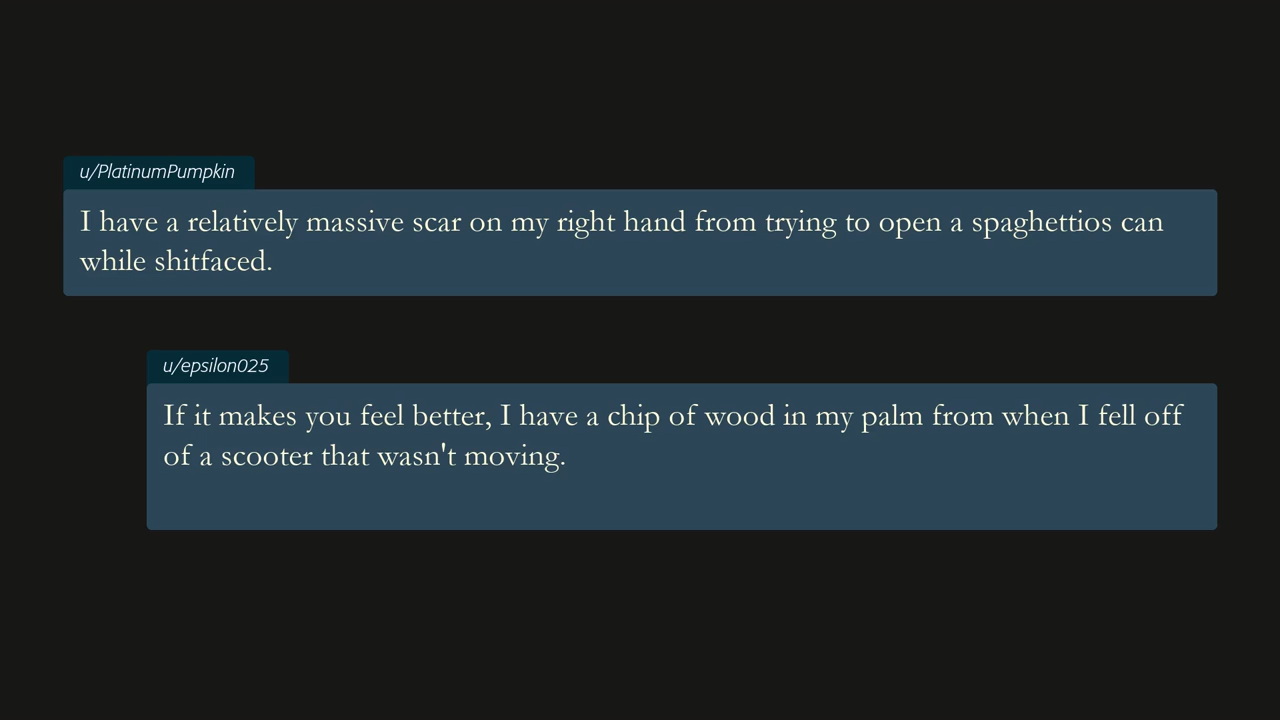 u/PlatinumPumpkin
I have a relatively massive scar on my right hand from trying to open a spaghettios can
while shitfaced.
u/epsilon025
If it makes you feel better, I have a chip of wood in my palm from when I fell off
of a scooter that wasn't moving.